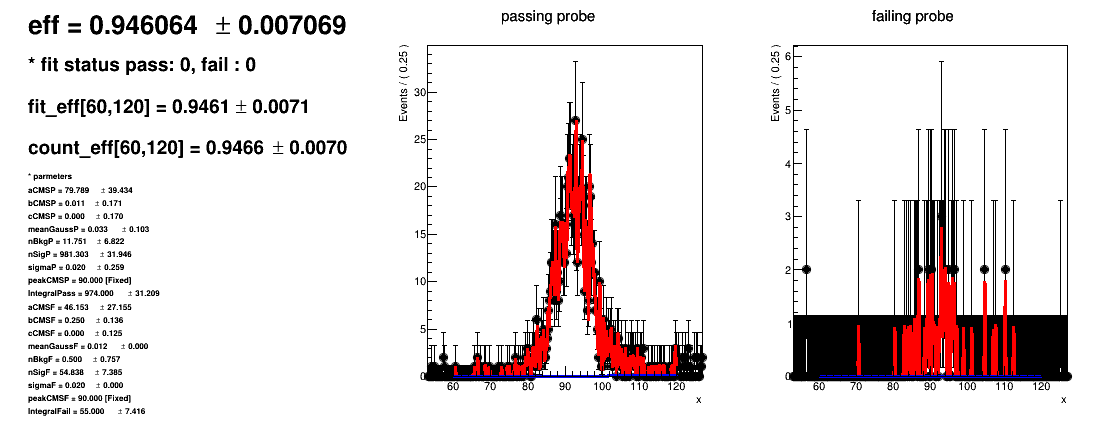 eff = 0.946064 ± 0.007069
* fit status pass: 0, fail : 0
fit_eff[60,120] = 0.9461 ± 0.0071
count_eff[60,120] = 0.9466 ± 0.0070
* parmeters
aCMSP = 79.789 ± 39.434
bCMSP = 0.011 ± 0.171
cCMSP = 0.000 ± 0.170
meanGaussP = 0.033 ± 0.103
nBkgP = 11.751 ± 6.822
nSigP = 981.303 ± 31.946
sigmaP = 0.020 ± 0.259
peakCMSP = 90.000 [Fixed]
IntegralPass = 974.000 ± 31.209
aCMSF = 46.153 ± 27.155
bCMSF = 0.250 ± 0.136
cCMSF = 0.000 ± 0.125
meanGaussF = 0.012 ± 0.000
nBkgF = 0.500 ± 0.757
nSigF = 54.838 ± 7.385
sigmaF = 0.020 ± 0.000
peakCMSF = 90.000 [Fixed]
IntegralFail = 55.000 ± 7.416
passing probe
Events / ( 0.25 )
30
25
20
15
10
5
0
60 70 80 90 100 110 120
x
failing probe
Events / ( 0.25 )
6
5
4
3
2
1
0
60 70 80 90 100 110 120
x